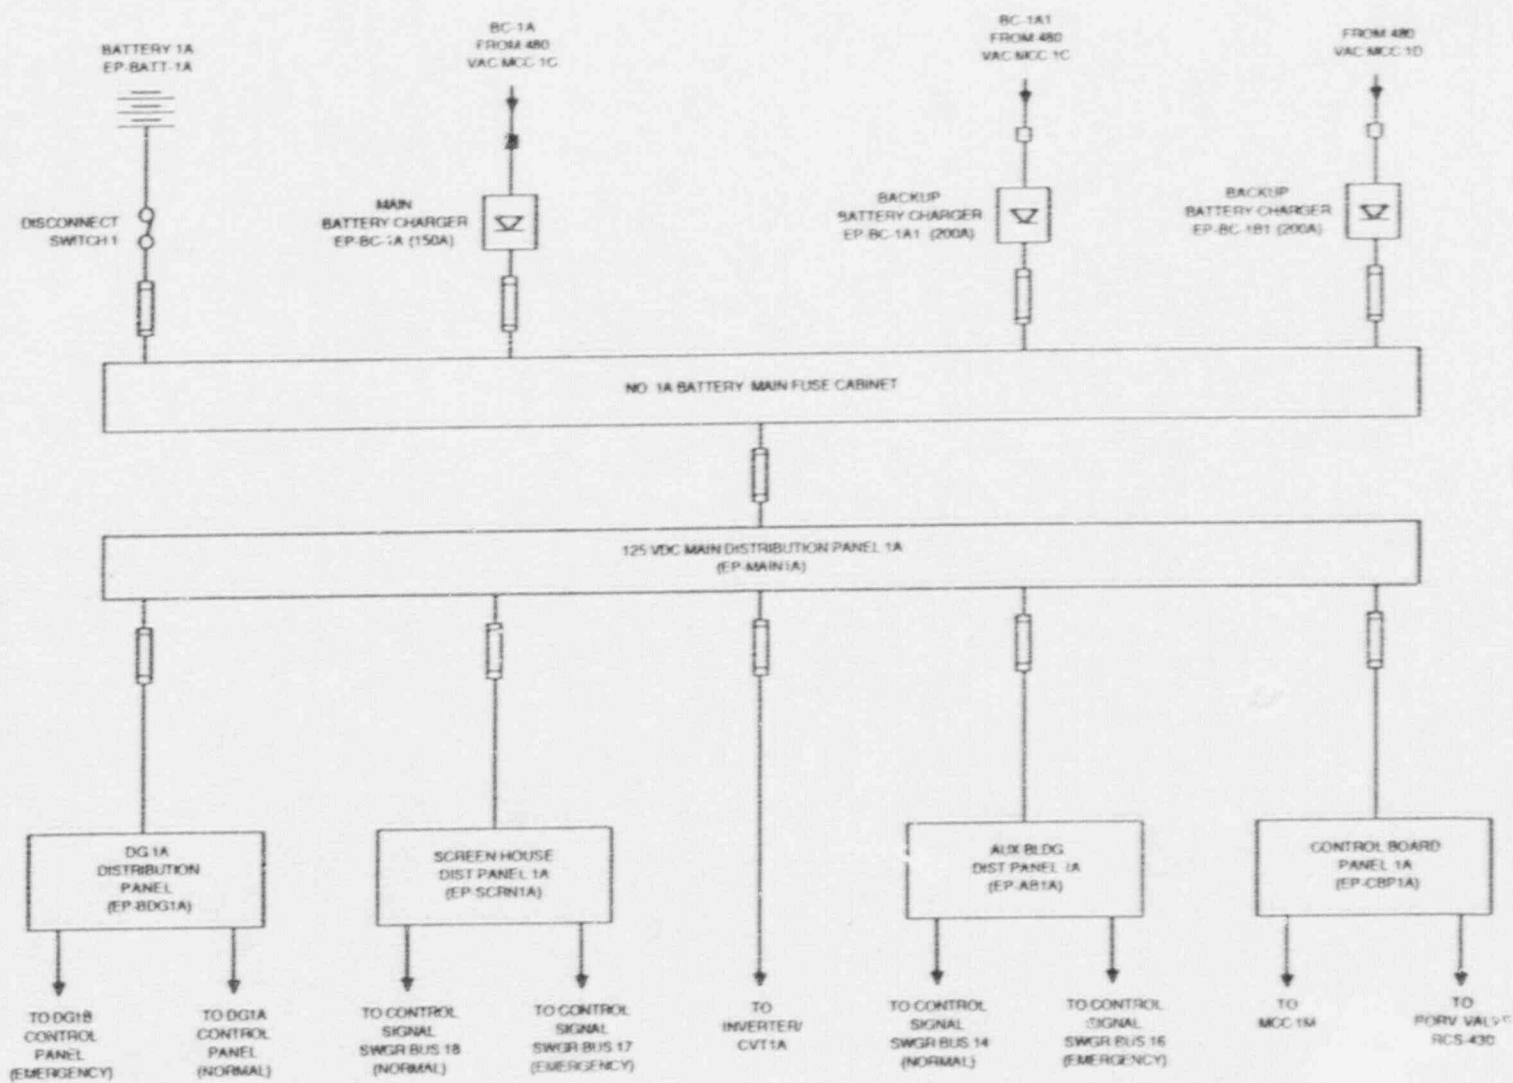 BATTERY 1A
EP-BATT-1A
BC-1A
FROM 480
VAC MCC 1C
BC-1A1
FROM 480
VAC MCC 1C
FROM 480
VAC MCC 1D
DISCONNECT
SWITCH 1
MAIN
BATTERY CHARGER
EP-BC-1A (150A)
BACKUP
BATTERY CHARGER
EP-BC-1A1 (200A)
BACKUP
BATTERY CHARGER
EP-BC-1B1 (200A)
NO. 1A BATTERY MAIN FUSE CABINET
125 VDC MAIN DISTRIBUTION PANEL 1A
(EP-MAIN1A)
DG 1A
DISTRIBUTION
PANEL
(EP-BDG1A)
SCREEN HOUSE
DIST PANEL 1A
(EP-SCRN1A)
AUX BLDG
DIST PANEL 1A
(EP-AB1A)
CONTROL BOARD
PANEL 1A
(EP-CBP1A)
TO DG1B
CONTROL
PANEL
(EMERGENCY)
TO DG1A
CONTROL
PANEL
(NORMAL)
TO CONTROL
SIGNAL
SWGR BUS 18
(NORMAL)
TO CONTROL
SIGNAL
SWGR BUS 17
(EMERGENCY)
TO
INVERTER/
CVT1A
TO CONTROL
SIGNAL
SWGR BUS 14
(NORMAL)
TO CONTROL
SIGNAL
SWGR BUS 16
(EMERGENCY)
TO
MCC 1M
TO
PORV VALVE
RCS-430